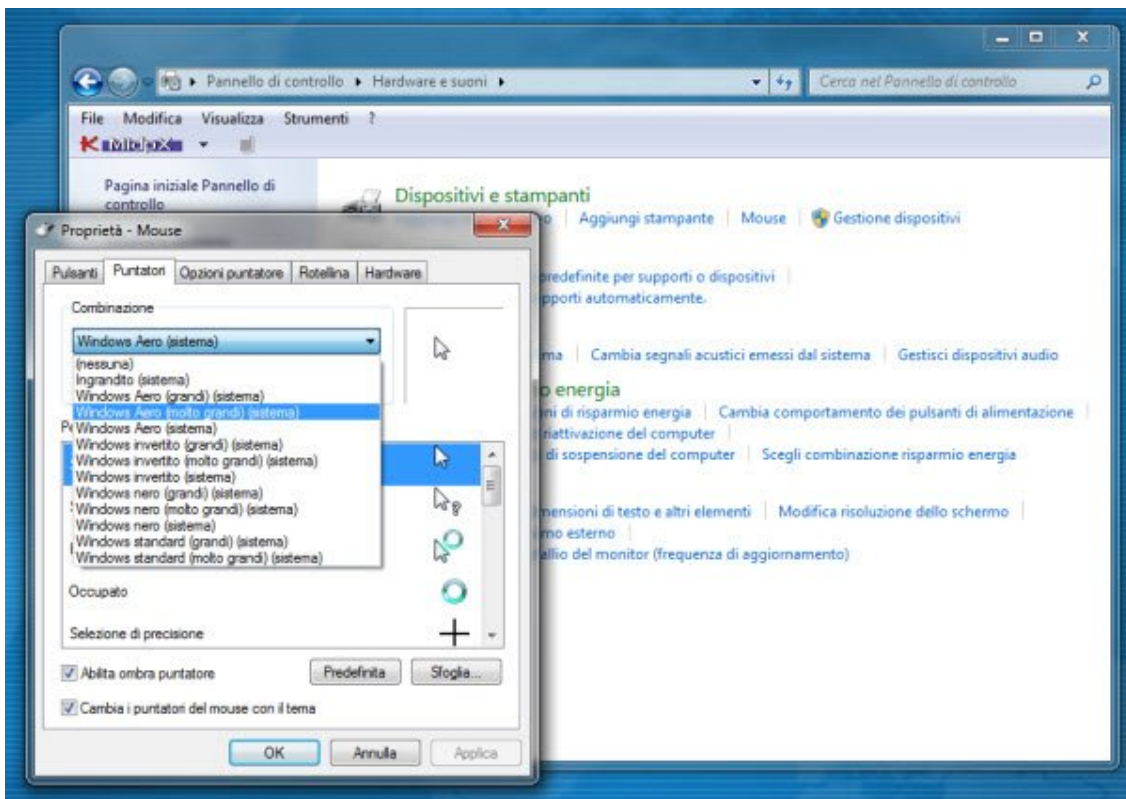 Pannello di controllo Hardware e suoni
Cerca nel Pannello di controllo
File Modifica Visualizza Strumenti ?
Pagina iniziale Pannello di
controllo
Dispositivi e stampanti
Aggiungi stampante Mouse Gestione dispositivi
predefinite per supporti o dispositivi
automaticamente.
Cambia segnali acustici emessi dal sistema Gestisci dispositivi audio
energia
di risparmio energia Cambia comportamento dei pulsanti di alimentazione
del computer
di sospensione del computer Scegli combinazione risparmio energia
di testo e altri elementi Modifica risoluzione dello schermo
esterno
del monitor (frequenza di aggiornamento)
Proprietà - Mouse
Pulsanti Puntatori Opzioni puntatore Rotellina Hardware
Combinazione
Windows Aero (sistema)
(nessuna)
Ingrandito (sistema)
Windows Aero (grandi) (sistema)
Windows Aero (molto grandi) (sistema)
Windows Aero (sistema)
Windows invertito (grandi) (sistema)
Windows invertito (molto grandi) (sistema)
Windows invertito (sistema)
Windows nero (grandi) (sistema)
Windows nero (molto grandi) (sistema)
Windows nero (sistema)
Windows standard (grandi) (sistema)
Windows standard (molto grandi) (sistema)
Occupato
Selezione di precisione
Abilita ombra puntatore
Predefinita Sfoglia...
Cambia i puntatori del mouse con il tema
OK Annulla Applica